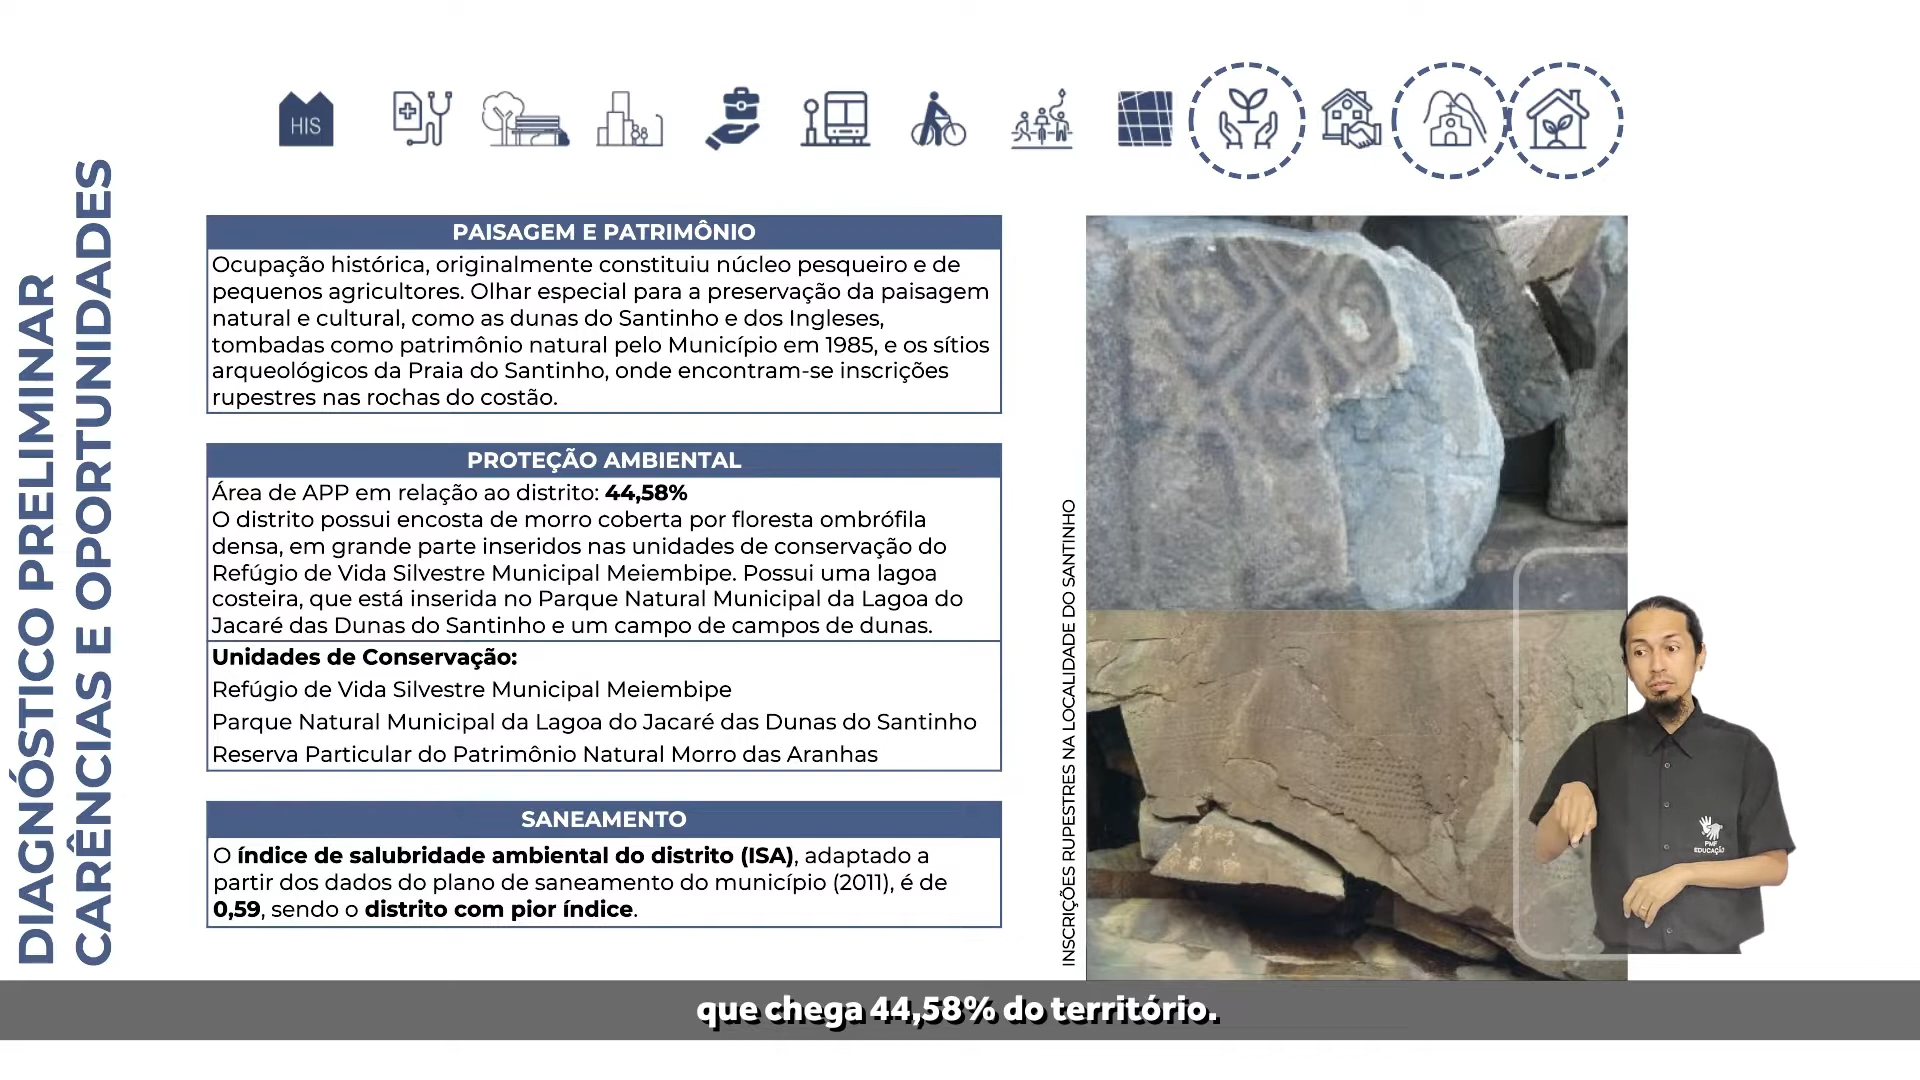 DIAGNÓSTICO PRELIMINAR
CARÊNCIAS E OPORTUNIDADES
HIS
PAISAGEM E PATRIMÔNIO
Ocupação histórica, originalmente constituiu núcleo pesqueiro e de
pequenos agricultores. Olhar especial para a preservação da paisagem
natural e cultural, como as dunas do Santinho e dos Ingleses,
tombadas como patrimônio natural pelo Município em 1985, e os sítios
arqueológicos da Praia do Santinho, onde encontram-se inscrições
rupestres nas rochas do costão.
PROTEÇÃO AMBIENTAL
Área de APP em relação ao distrito: 44,58%
O distrito possui encosta de morro coberta por floresta ombrófila
densa, em grande parte inseridos nas unidades de conservação do
Refúgio de Vida Silvestre Municipal Meiembipe. Possui uma lagoa
costeira, que está inserida no Parque Natural Municipal da Lagoa do
Jacaré das Dunas do Santinho e um campo de campos de dunas.
Unidades de Conservação:
Refúgio de Vida Silvestre Municipal Meiembipe
Parque Natural Municipal da Lagoa do Jacaré das Dunas do Santinho
Reserva Particular do Patrimônio Natural Morro das Aranhas
SANEAMENTO
O índice de salubridade ambiental do distrito (ISA), adaptado a
partir dos dados do plano de saneamento do município (2011), é de
0,59, sendo o distrito com pior índice.
INSCRIÇÕES RUPESTRES NA LOCALIDADE DO SANTINHO
PMF
EDUCAÇÃO
que chega 44,58% do território.